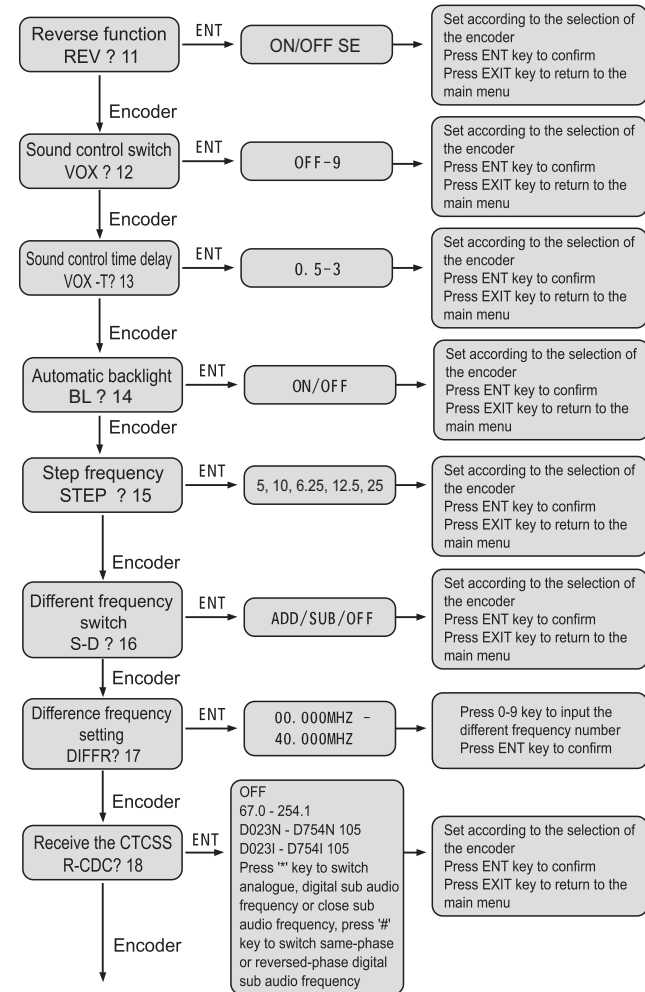 Reverse function
REV ? 11
ENT
ON/OFF SE
Set according to the selection of
the encoder
Press ENT key to confirm
Press EXIT key to return to the
main menu
Encoder
Sound control switch
VOX ? 12
ENT
OFF-9
Set according to the selection of
the encoder
Press ENT key to confirm
Press EXIT key to return to the
main menu
Encoder
Sound control time delay
VOX -T? 13
ENT
0. 5-3
Set according to the selection of
the encoder
Press ENT key to confirm
Press EXIT key to return to the
main menu
Encoder
Automatic backlight
BL ? 14
ENT
ON/OFF
Set according to the selection of
the encoder
Press ENT key to confirm
Press EXIT key to return to the
main menu
Encoder
Step frequency
STEP ? 15
ENT
5, 10, 6.25, 12.5, 25
Set according to the selection of
the encoder
Press ENT key to confirm
Press EXIT key to return to the
main menu
Encoder
Different frequency
switch
S-D ? 16
ENT
ADD/SUB/OFF
Set according to the selection of
the encoder
Press ENT key to confirm
Press EXIT key to return to the
main menu
Encoder
Difference frequency
setting
DIFFR? 17
ENT
00. 000MHZ -
40. 000MHZ
Press 0-9 key to input the
different frequency number
Press ENT key to confirm
Encoder
Receive the CTCSS
R-CDC? 18
ENT
OFF
67.0 - 254.1
D023N - D754N 105
D023I - D754I 105
Press '*' key to switch
analogue, digital sub audio
frequency or close sub
audio frequency, press '#'
key to switch same-phase
or reversed-phase digital
sub audio frequency
Set according to the selection of
the encoder
Press ENT key to confirm
Press EXIT key to return to the
main menu
Encoder